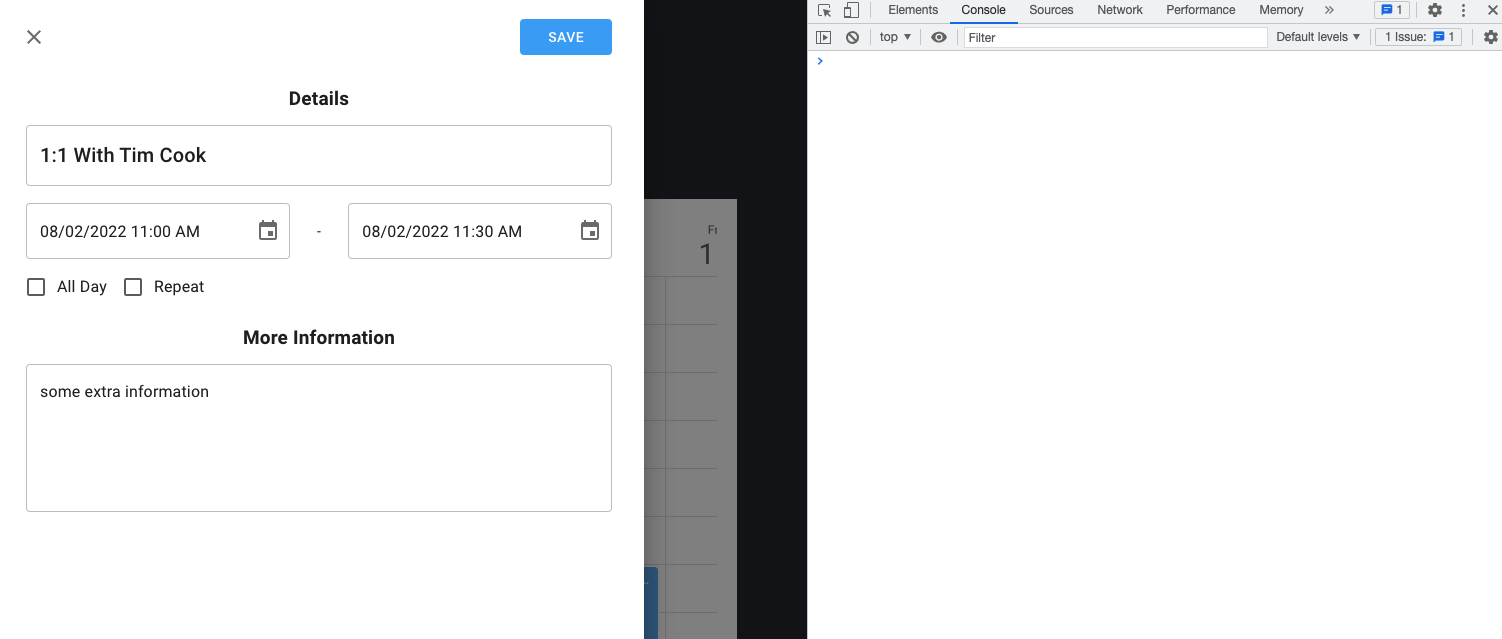 SAVE
Details
1:1 With Tim Cook
08/02/2022 11:00 AM - 08/02/2022 11:30 AM
All Day Repeat
More Information
some extra information
Fr
1
Elements Console Sources Network Performance Memory 1
top Filter Default levels 1 Issue: 1